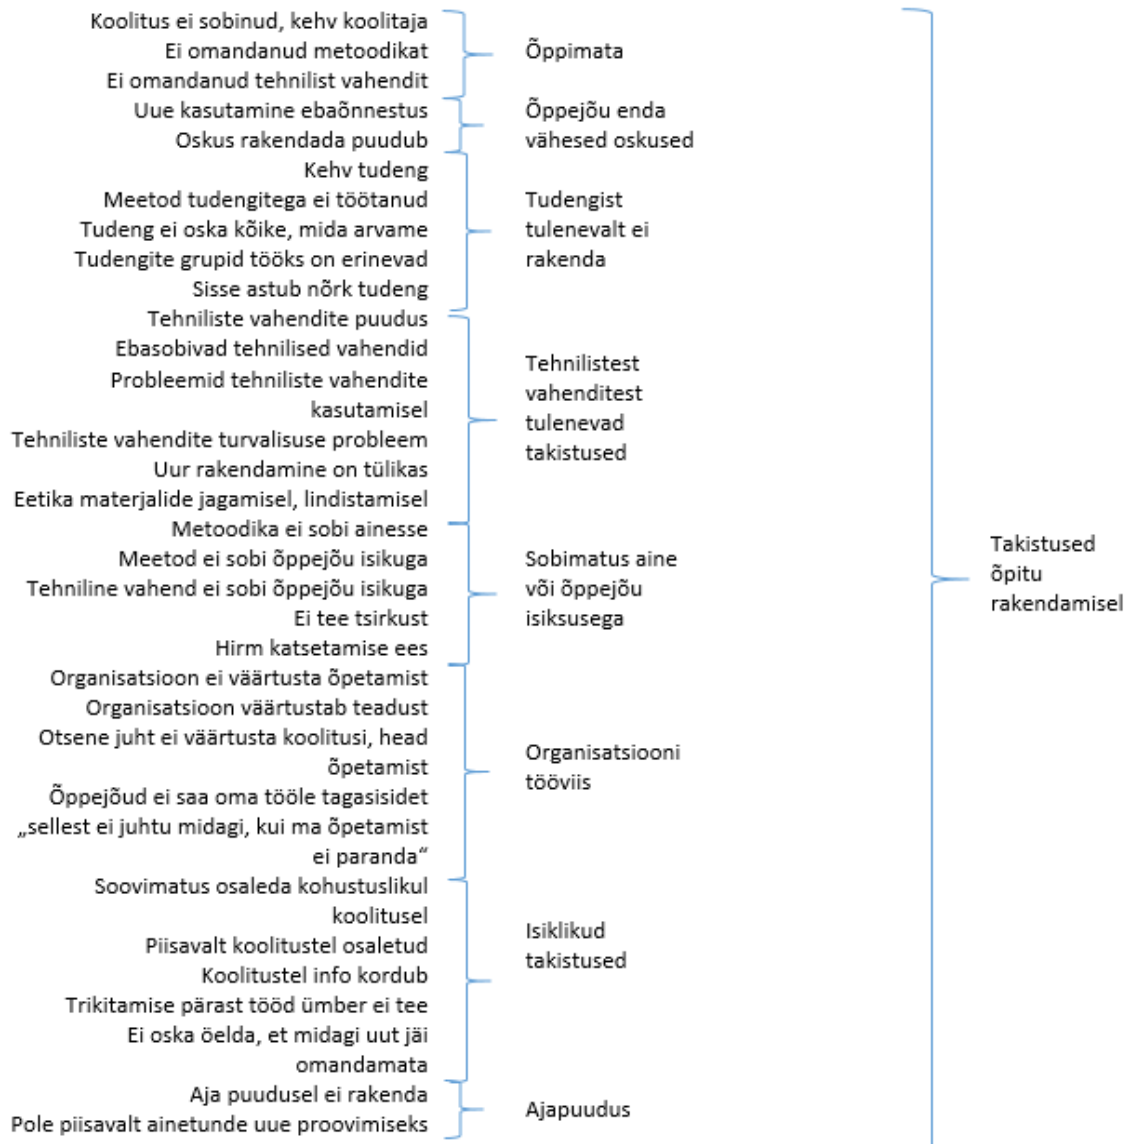 Koolitus ei sobinud, kehv koolitaja
Ei omandanud metoodikat
Ei omandanud tehnilist vahendit
Õppimata
Uue kasutamine ebaõnnestus
Oskus rakendada puudub
Õppejõu enda
vähesed oskused
Kehv tudeng
Meetod tudengitega ei töötanud
Tudeng ei oska kõike, mida arvame
Tudengite grupid tööks on erinevad
Sisse astub nõrk tudeng
Tudengist
tulenevalt ei
rakenda
Tehniliste vahendite puudus
Ebasobivad tehnilised vahendid
Probleemid tehniliste vahendite
kasutamisel
Tehniliste vahendite turvalisuse probleem
Uur rakendamine on tülikas
Eetika materjalide jagamisel, lindistamisel
Tehnilistest
vahenditest
tulenevad
takistused
Metoodika ei sobi ainesse
Meetod ei sobi õppejõu isikuga
Tehniline vahend ei sobi õppejõu isikuga
Ei tee tsirkust
Hirm katsetamise ees
Sobimatus aine
või õppejõu
isiksusega
Organisatsioon ei väärtusta õpetamist
Organisatsioon väärtustab teadust
Otsene juht ei väärtusta koolitusi, head
õpetamist
Õppejõud ei saa oma tööle tagasisidet
„sellest ei juhtu midagi, kui ma õpetamist
ei paranda“
Organisatsiooni
tööviis
Soovimatus osaleda kohustuslikul
koolitusel
Piisavalt koolitustel osaletud
Koolitustel info kordub
Trikitamise pärast tööd ümber ei tee
Ei oska öelda, et midagi uut jäi
omandamata
Isiklikud
takistused
Aja puudusel ei rakenda
Pole piisavalt ainetunde uue proovimiseks
Ajapuudus
Takistused
õpitu
rakendamisel